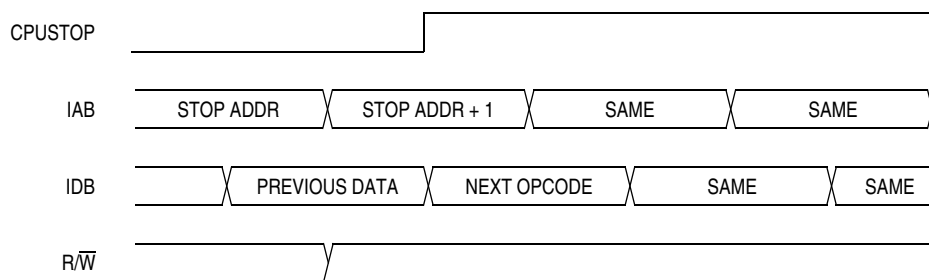 CPUSTOP
IAB STOP ADDR STOP ADDR + 1 SAME SAME
IDB PREVIOUS DATA NEXT OPCODE SAME SAME
R/W̅